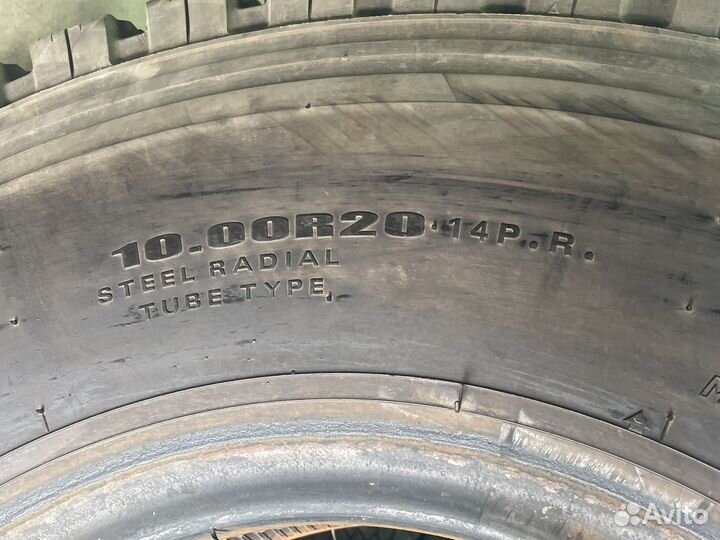 10.00R20 14P.R.
STEEL RADIAL
TUBE TYPE
Avito